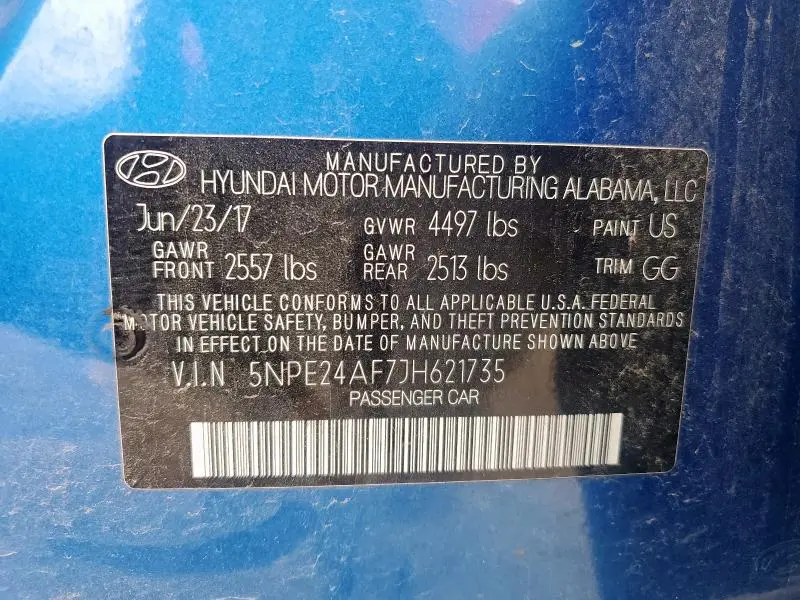 MANUFACTURED BY
HYUNDAI MOTOR MANUFACTURING ALABAMA, LLC
Jun/23/17 GVWR 4497 lbs PAINT US
GAWR FRONT 2557 lbs GAWR REAR 2513 lbs TRIM GG
THIS VEHICLE CONFORMS TO ALL APPLICABLE U.S.A. FEDERAL
MOTOR VEHICLE SAFETY, BUMPER, AND THEFT PREVENTION STANDARDS
IN EFFECT ON THE DATE OF MANUFACTURE SHOWN ABOVE
V.I.N 5NPE24AF7JH621735
PASSENGER CAR